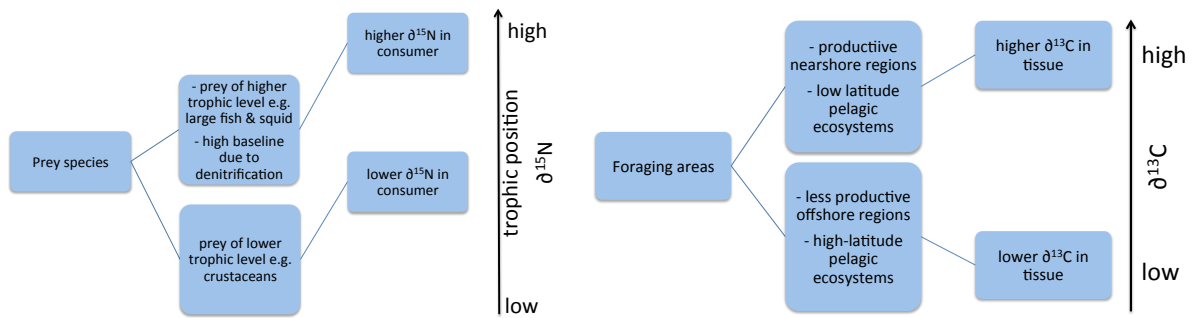 Prey species
- prey of higher
trophic level e.g.
large fish & squid
- high baseline
due to
denitrification
prey of lower
trophic level e.g.
crustaceans
higher ∂¹⁵N in
consumer
lower ∂¹⁵N in
consumer
high
trophic position
∂¹⁵N
low
Foraging areas
- productiive
nearshore regions
- low latitude
pelagic
ecosystems
- less productive
offshore regions
- high-latitude
pelagic
ecosystems
higher ∂¹³C in
tissue
lower ∂¹³C in
tissue
high
∂¹³C
low